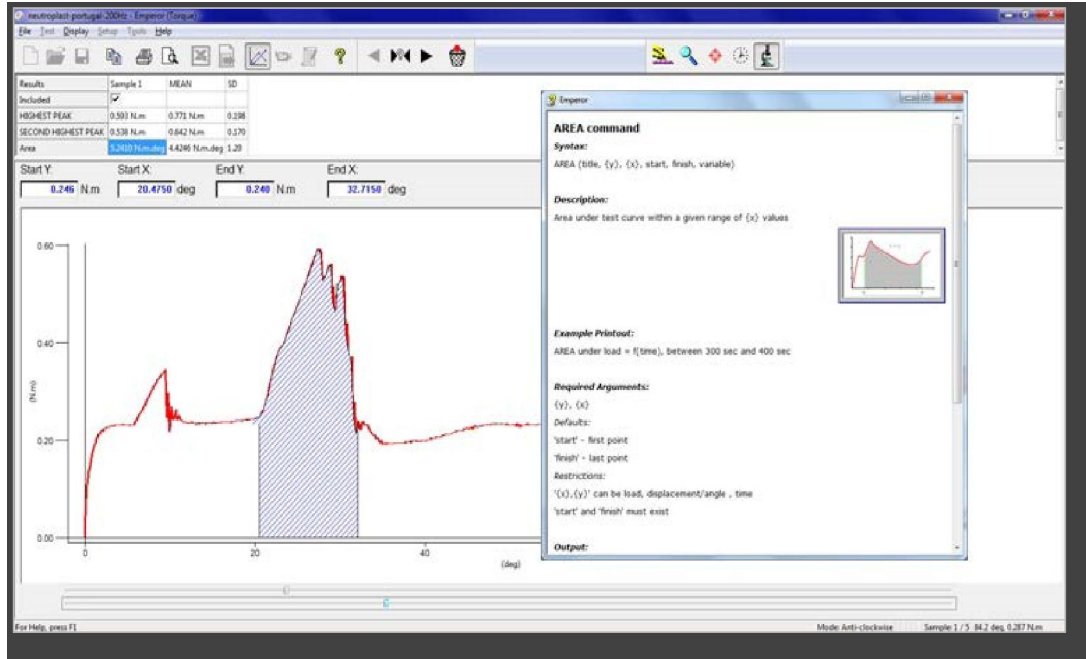 neutroplast-portugal-200Hz - Emperor (Torque)
File Test Display Setup Tools Help
Results Sample 1 MEAN SD
Included
HIGHEST PEAK 0.593 N.m 0.771 N.m 0.198
SECOND HIGHEST PEAK 0.538 N.m 0.642 N.m 0.170
Area 5.2410 N.m.deg 4.4246 N.m.deg 1.20
Start Y: Start X: End Y: End X:
0.246 N.m 20.4750 deg 0.240 N.m 32.7150 deg
0.60
0.40
(N.m)
0.20
0.00
0 20 40
(deg)
Emperor
AREA command
Syntax:
AREA (title, {y}, {x}, start, finish, variable)
Description:
Area under test curve within a given range of {x} values
Example Printout:
AREA under load = f(time), between 300 sec and 400 sec
Required Arguments:
{y}, {x}
Defaults:
'start' - first point
'finish' - last point
Restrictions:
'{x},{y}' can be load, displacement/angle , time
'start' and 'finish' must exist
Output:
For Help, press F1
Mode: Anti-clockwise Sample 1 / 5 84.2 deg, 0.287 N.m